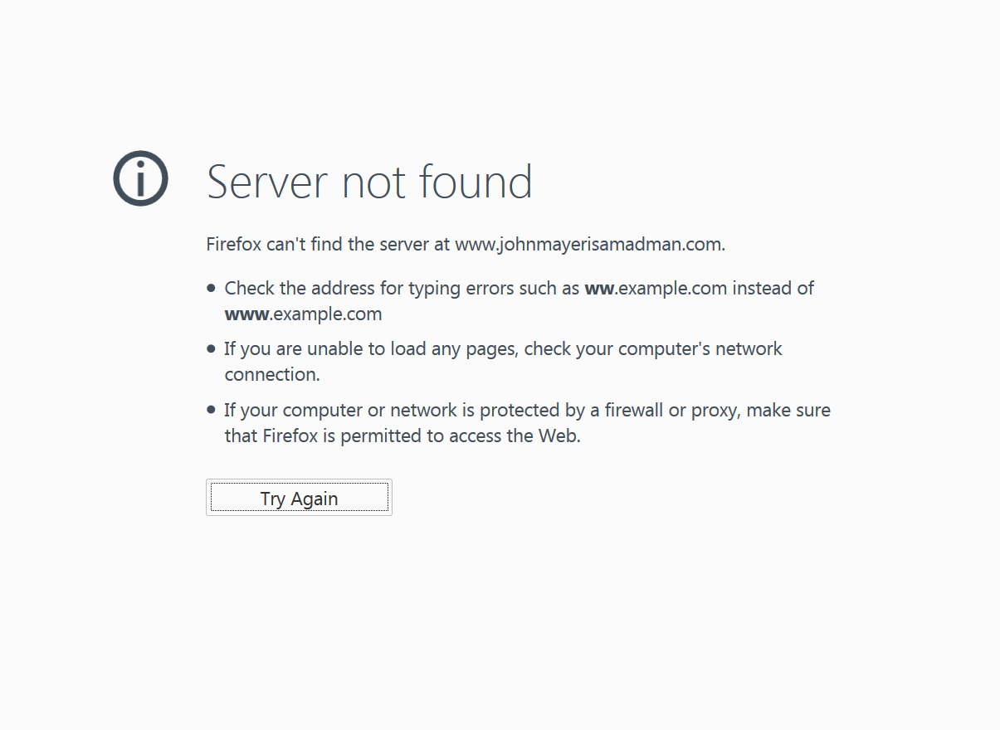 Server not found
Firefox can't find the server at www.johnmayerisamadman.com.
• Check the address for typing errors such as ww.example.com instead of
www.example.com
• If you are unable to load any pages, check your computer's network
connection.
• If your computer or network is protected by a firewall or proxy, make sure
that Firefox is permitted to access the Web.
Try Again